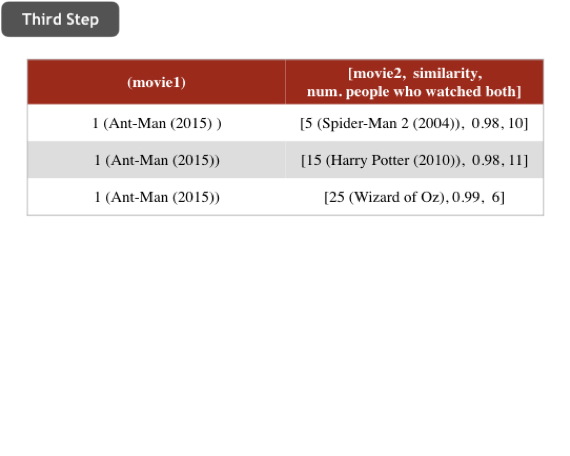 Third Step
(movie1)
[movie2, similarity,
num. people who watched both]
1 (Ant-Man (2015) )
[5 (Spider-Man 2 (2004)), 0.98, 10]
1 (Ant-Man (2015))
[15 (Harry Potter (2010)), 0.98, 11]
1 (Ant-Man (2015))
[25 (Wizard of Oz), 0.99, 6]